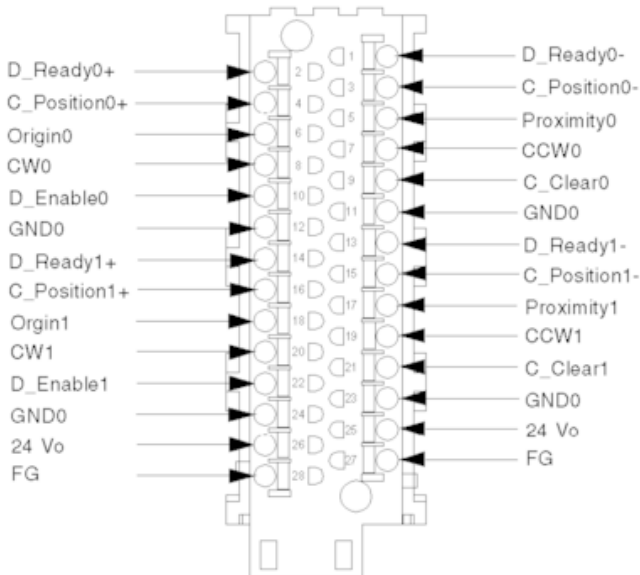 D_Ready0+
C_Position0+
Origin0
CW0
D_Enable0
GND0
D_Ready1+
C_Position1+
Orgin1
CW1
D_Enable1
GND0
24 Vo
FG
2
4
6
8
10
12
14
16
18
20
22
24
26
28
1
3
5
7
9
11
13
15
17
19
21
23
25
27
D_Ready0-
C_Position0-
Proximity0
CCW0
C_Clear0
GND0
D_Ready1-
C_Position1-
Proximity1
CCW1
C_Clear1
GND0
24 Vo
FG